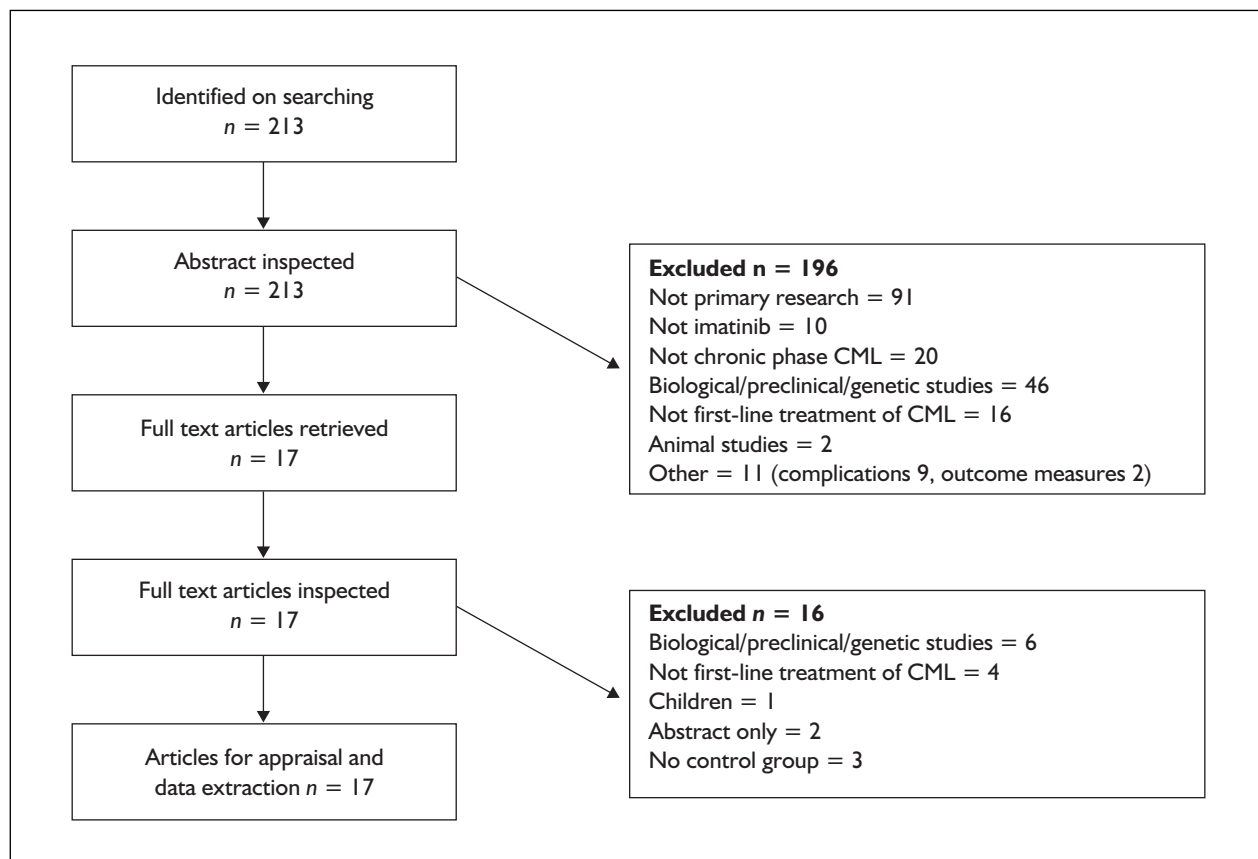 Identified on searching
n = 213
Abstract inspected
n = 213
Excluded n = 196
Not primary research = 91
Not imatinib = 10
Not chronic phase CML = 20
Biological/preclinical/genetic studies = 46
Not first-line treatment of CML = 16
Animal studies = 2
Other = 11 (complications 9, outcome measures 2)
Full text articles retrieved
n = 17
Full text articles inspected
n = 17
Excluded n = 16
Biological/preclinical/genetic studies = 6
Not first-line treatment of CML = 4
Children = 1
Abstract only = 2
No control group = 3
Articles for appraisal and
data extraction n = 17